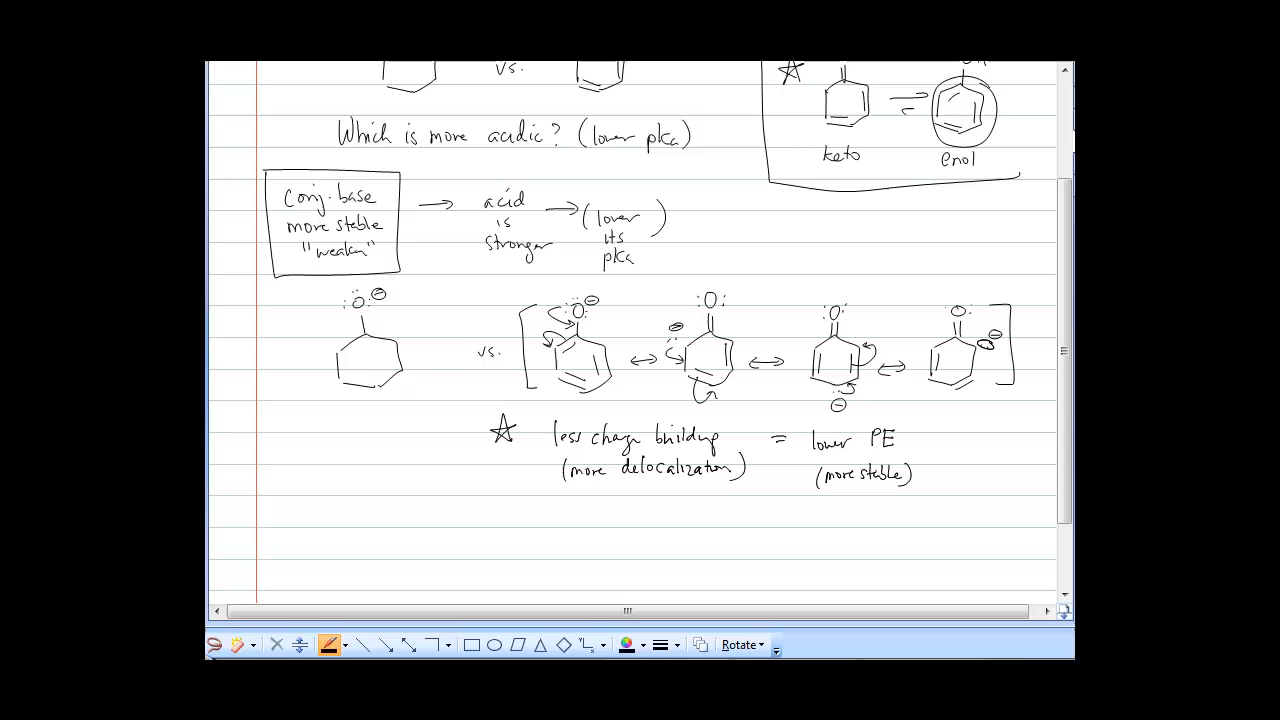 vs.
OH
Which is more acidic? (lower pka)
keto
enol
conj. base
more stable
"weaker"
acid
is
stronger
(lower
its
pka)
:O:⊖
vs.
:O:⊖
:O:
:O:
:O:
⊖
⊖
⊖
less charge buildup
(more delocalization)
=
lower PE
(more stable)
Rotate